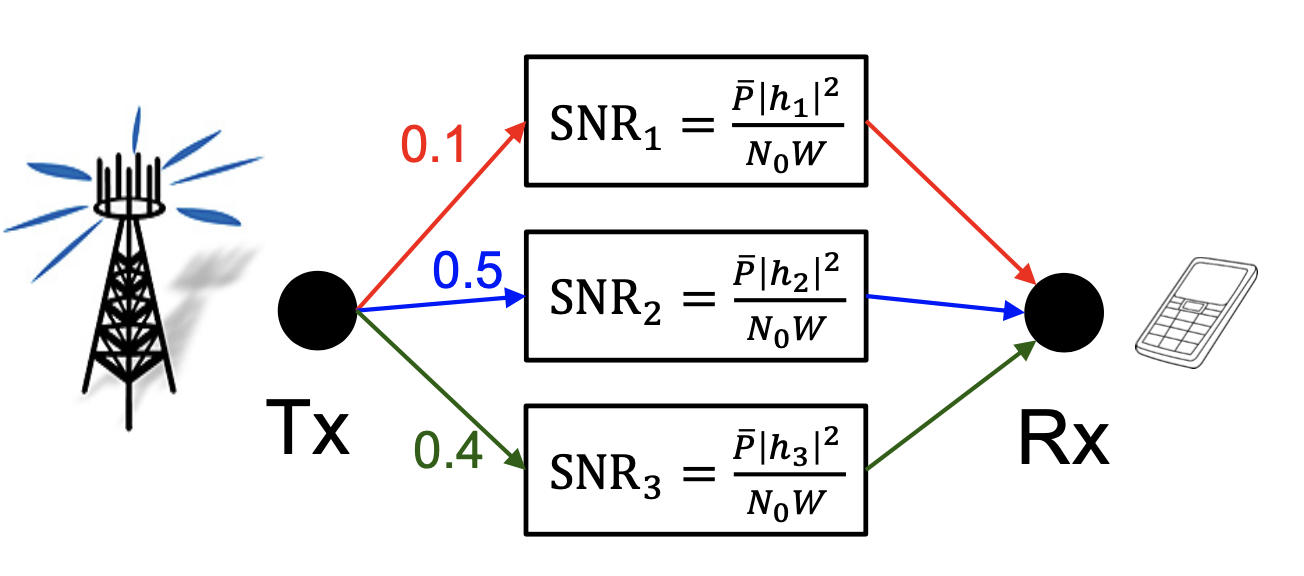 0.1
SNR₁ = P̄|h₁|² / N₀W
0.5
SNR₂ = P̄|h₂|² / N₀W
0.4
SNR₃ = P̄|h₃|² / N₀W
Tx
Rx